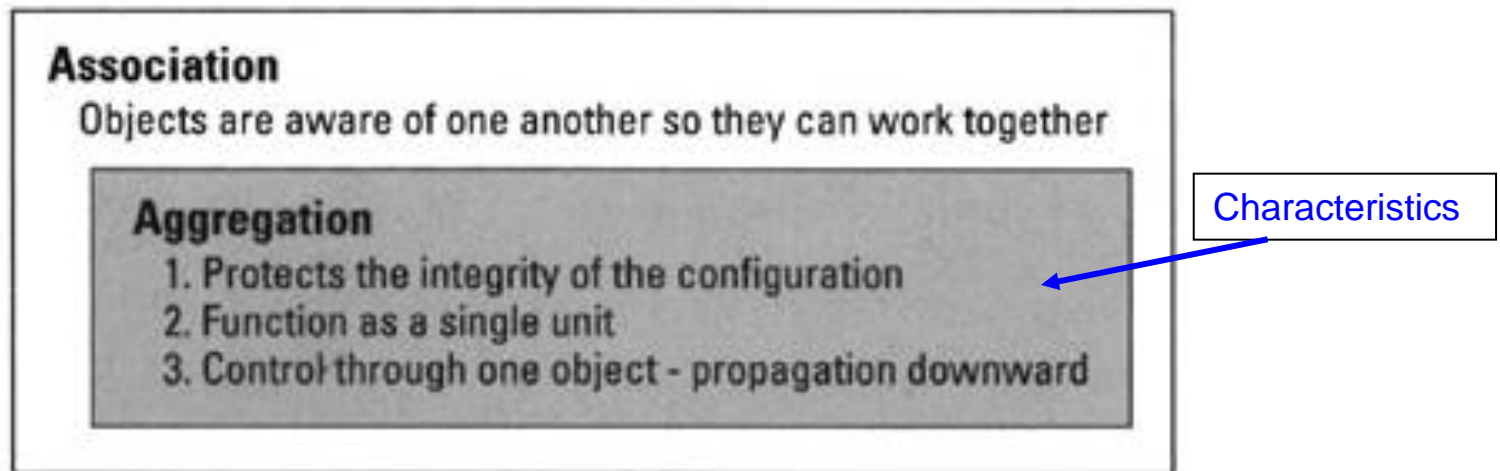 Association
Objects are aware of one another so they can work together
Aggregation
1. Protects the integrity of the configuration
2. Function as a single unit
3. Control through one object - propagation downward
Characteristics